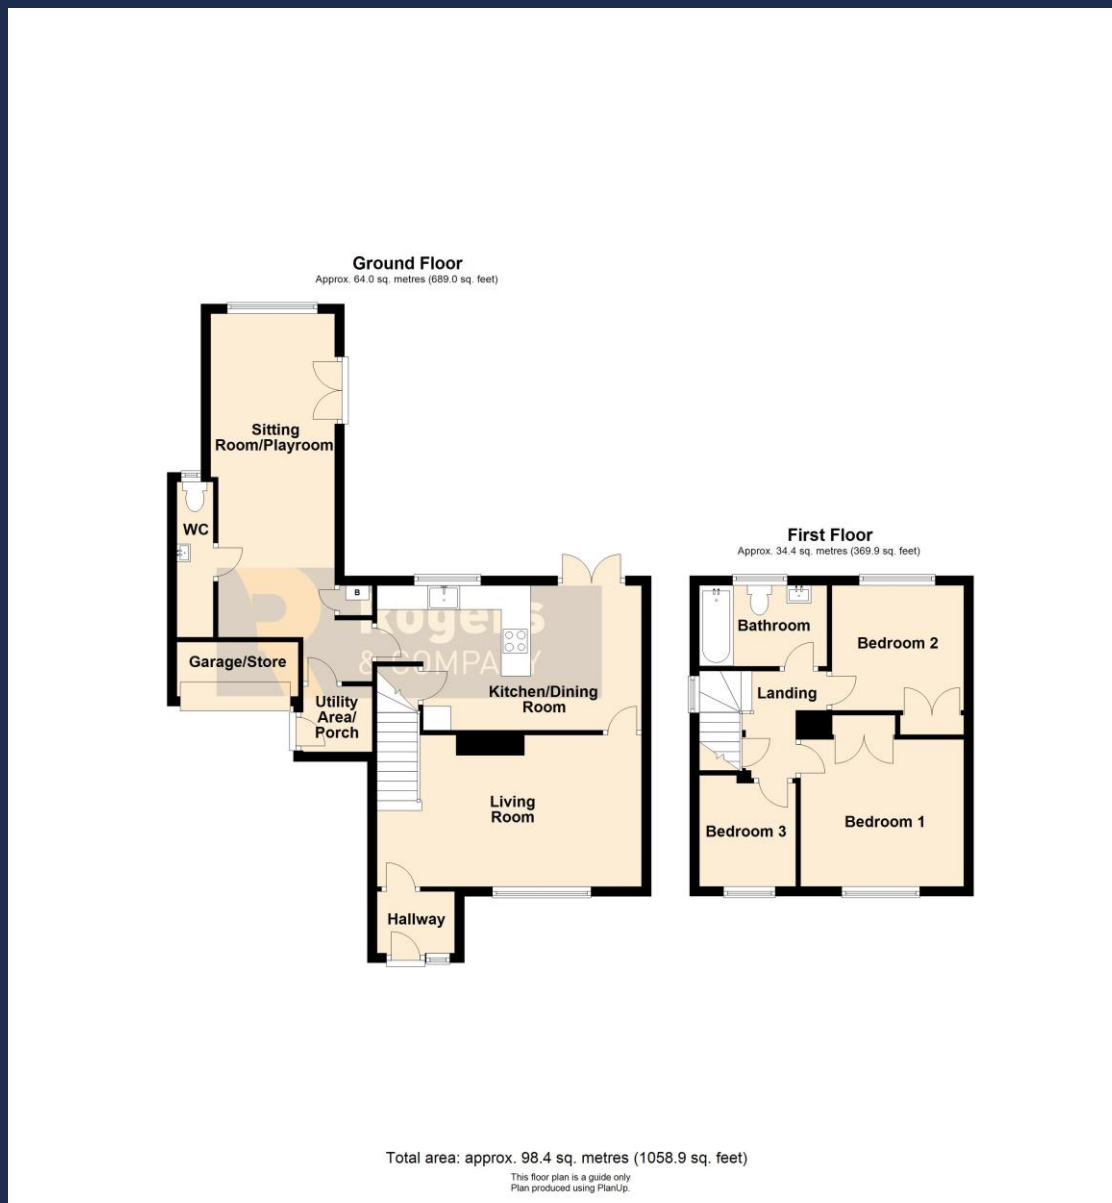 Ground Floor
Approx. 64.0 sq. metres (689.0 sq. feet)
Sitting
Room/Playroom
WC
B
Rogers
& COMPANY
Garage/Store
Utility
Area/
Porch
Kitchen/Dining
Room
Living
Room
Hallway
First Floor
Approx. 34.4 sq. metres (369.9 sq. feet)
Bathroom
Bedroom 2
Landing
Bedroom 3
Bedroom 1
Total area: approx. 98.4 sq. metres (1058.9 sq. feet)
This floor plan is a guide only
Plan produced using PlanUp.